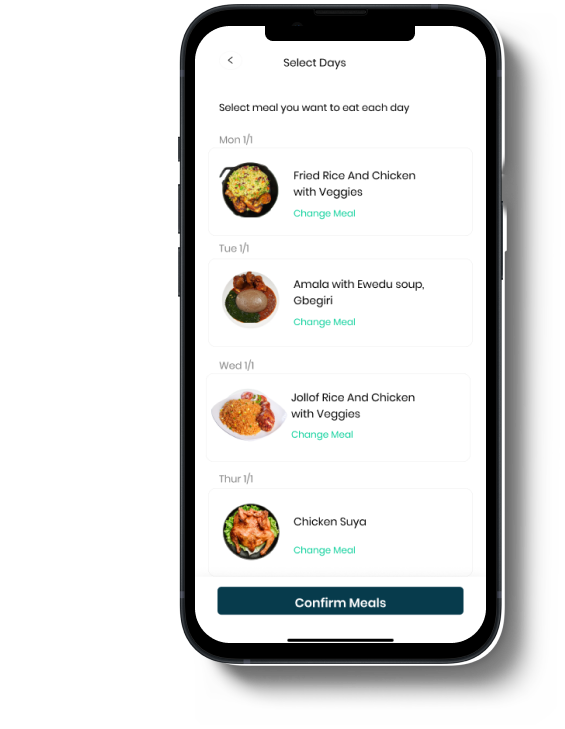 Select Days
Select meal you want to eat each day
Mon 1/1
Fried Rice And Chicken
with Veggies
Change Meal
Tue 1/1
Amala with Ewedu soup,
Gbegiri
Change Meal
Wed 1/1
Jollof Rice And Chicken
with Veggies
Change Meal
Thur 1/1
Chicken Suya
Change Meal
Confirm Meals